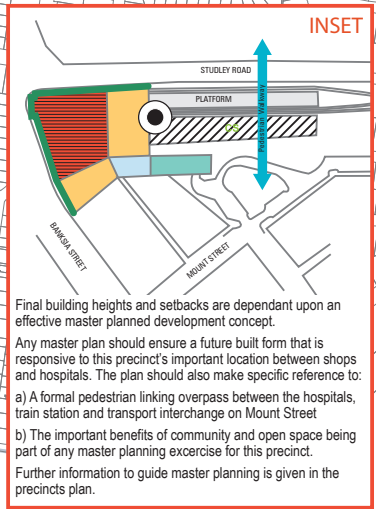 INSET
STUDLEY ROAD
PLATFORM
Pedestrian Walkway
OS
BANKSIA STREET
MOUNT STREET
Final building heights and setbacks are dependant upon an
effective master planned development concept.
Any master plan should ensure a future built form that is
responsive to this precinct's important location between shops
and hospitals. The plan should also make specific reference to:
a) A formal pedestrian linking overpass between the hospitals,
train station and transport interchange on Mount Street
b) The important benefits of community and open space being
part of any master planning excercise for this precinct.
Further information to guide master planning is given in the
precincts plan.